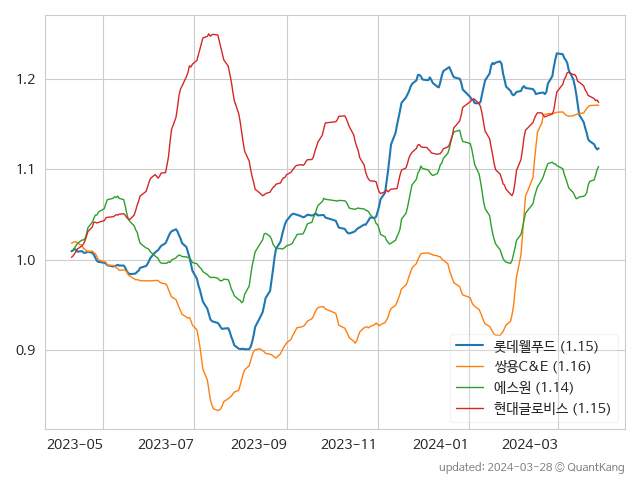 1.2
1.1
1.0
0.9
롯데웰푸드 (1.15)
쌍용C&E (1.16)
에스원 (1.14)
현대글로비스 (1.15)
2023-05 2023-07 2023-09 2023-11 2024-01 2024-03
updated: 2024-03-28 © QuantKang